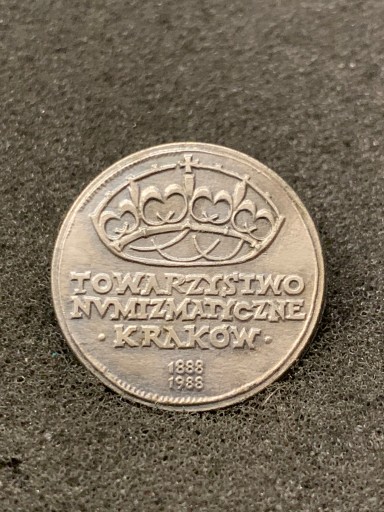 TOWARZYSTWO
NVMIZMATYCZNE
· KRAKÓW ·
1888
1988